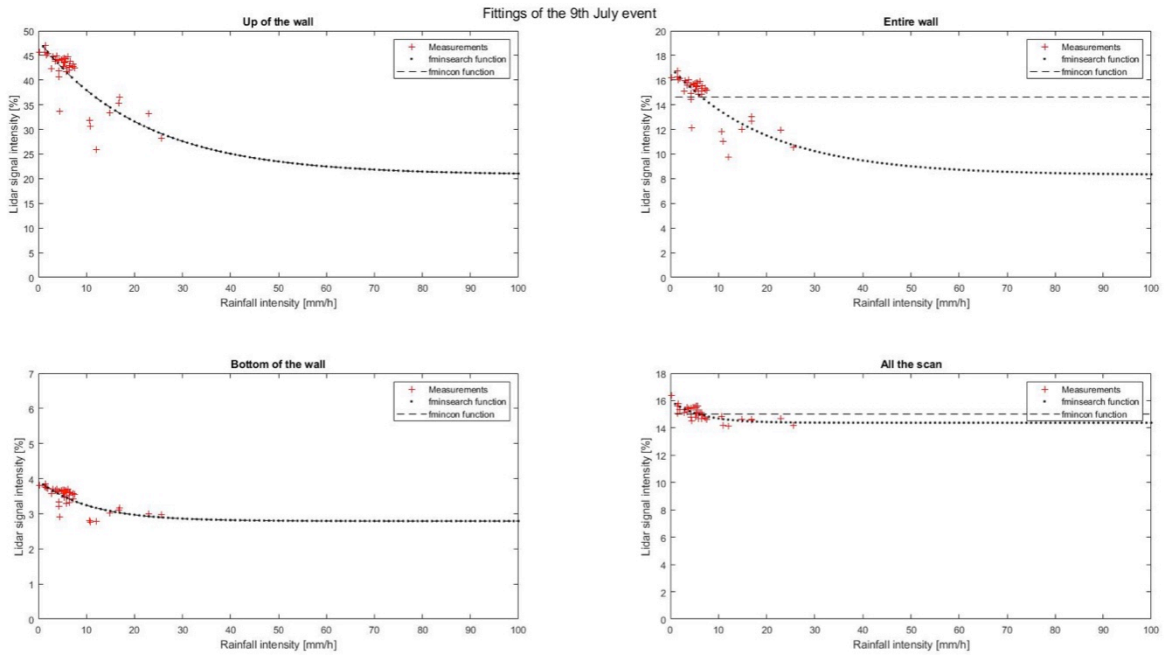 Fittings of the 9th July event
Up of the wall
50
45
40
35
30
25
20
15
10
5
0
Lidar signal intensity [%]
Measurements
fminsearch function
fmincon function
0 10 20 30 40 50 60 70 80 90 100
Rainfall intensity [mm/h]
Entire wall
20
18
16
14
12
10
8
6
4
2
0
Lidar signal intensity [%]
Measurements
fminsearch function
fmincon function
0 10 20 30 40 50 60 70 80 90 100
Rainfall intensity [mm/h]
Bottom of the wall
7
6
5
4
3
2
1
0
Lidar signal intensity [%]
Measurements
fminsearch function
fmincon function
0 10 20 30 40 50 60 70 80 90 100
Rainfall intensity [mm/h]
All the scan
18
16
14
12
10
8
6
4
2
0
Lidar signal intensity [%]
Measurements
fminsearch function
fmincon function
0 10 20 30 40 50 60 70 80 90 100
Rainfall intensity [mm/h]